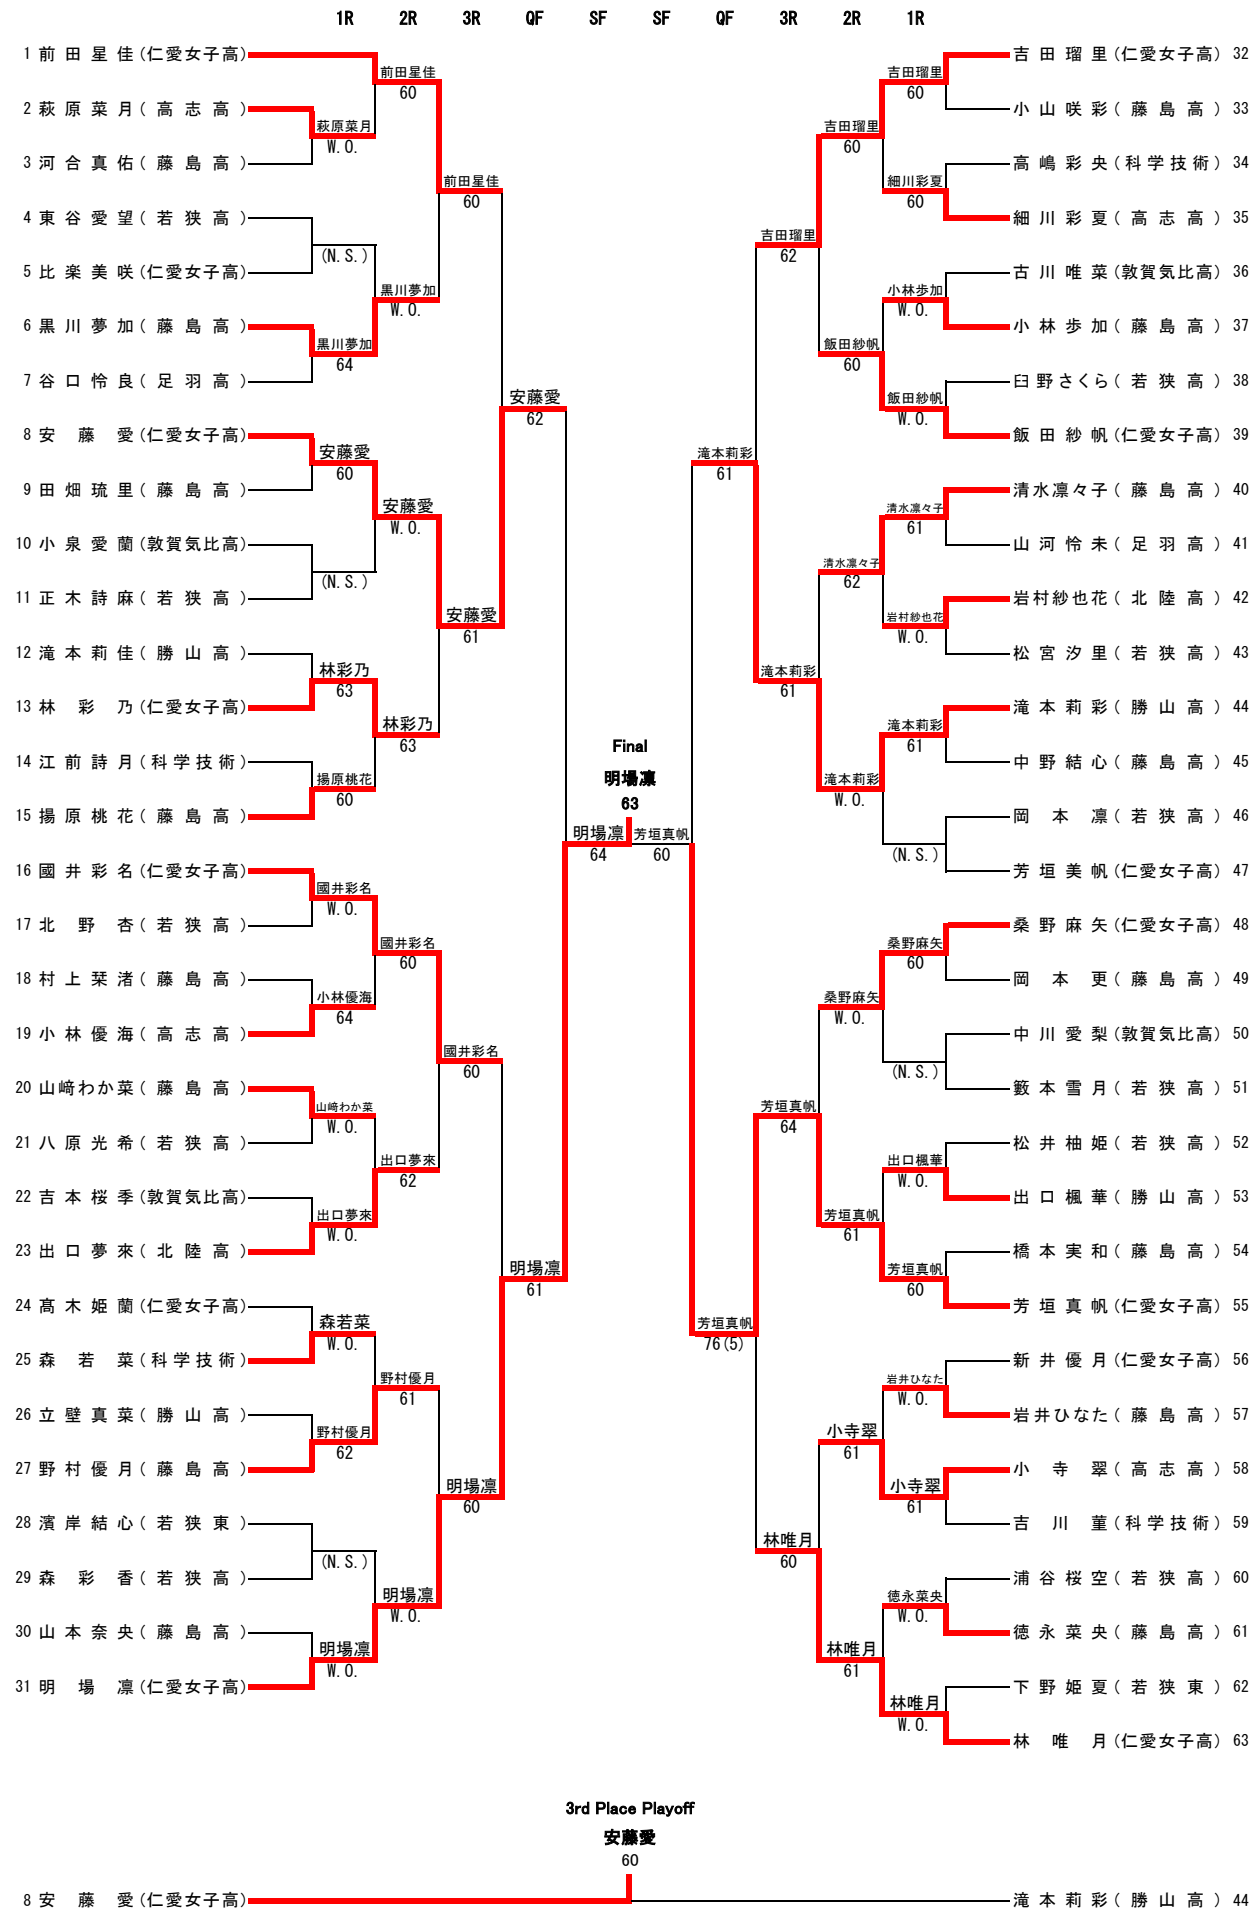 1R 2R 3R QF SF SF QF 3R 2R 1R
1 前田星佳(仁愛女子高)
2 萩原菜月(高志高)
3 河合真佑(藤島高)
4 東谷愛望(若狭高)
5 比楽美咲(仁愛女子高)
6 黒川夢加(藤島高)
7 谷口怜良(足羽高)
8 安藤愛(仁愛女子高)
9 田畑琉里(藤島高)
10 小泉愛蘭(敦賀気比高)
11 正木詩麻(若狭高)
12 滝本莉佳(勝山高)
13 林彩乃(仁愛女子高)
14 江前詩月(科学技術)
15 揚原桃花(藤島高)
16 國井彩名(仁愛女子高)
17 北野杏(若狭高)
18 村上栞渚(藤島高)
19 小林優海(高志高)
20 山﨑わか菜(藤島高)
21 八原光希(若狭高)
22 吉本桜季(敦賀気比高)
23 出口夢來(北陸高)
24 髙木姫蘭(仁愛女子高)
25 森若菜(科学技術)
26 立壁真菜(勝山高)
27 野村優月(藤島高)
28 濱岸結心(若狭東)
29 森彩香(若狭高)
30 山本奈央(藤島高)
31 明場凛(仁愛女子高)
萩原菜月
W.O.
(N.S.)
黒川夢加
64
安藤愛
60
(N.S.)
林彩乃
63
揚原桃花
60
國井彩名
W.O.
小林優海
64
山﨑わか菜
W.O.
出口夢來
W.O.
森若菜
W.O.
野村優月
62
(N.S.)
明場凛
W.O.
前田星佳
60
黒川夢加
W.O.
安藤愛
W.O.
林彩乃
63
國井彩名
60
出口夢來
62
野村優月
61
明場凛
W.O.
前田星佳
60
安藤愛
61
國井彩名
60
明場凛
60
安藤愛
62
明場凛
61
明場凛
64
Final
明場凛
63
芳垣真帆
60
滝本莉彩
61
芳垣真帆
76(5)
吉田瑠里
62
滝本莉彩
61
芳垣真帆
64
林唯月
60
吉田瑠里
60
飯田紗帆
60
清水凛々子
62
滝本莉彩
W.O.
桑野麻矢
W.O.
芳垣真帆
61
小寺翠
61
林唯月
61
吉田瑠里
60
細川彩夏
60
小林歩加
W.O.
飯田紗帆
W.O.
清水凛々子
61
岩村紗也花
W.O.
滝本莉彩
61
(N.S.)
桑野麻矢
60
(N.S.)
出口楓華
W.O.
芳垣真帆
60
岩井ひなた
W.O.
小寺翠
61
徳永菜央
W.O.
林唯月
W.O.
吉田瑠里(仁愛女子高) 32
小山咲彩(藤島高) 33
高嶋彩央(科学技術) 34
細川彩夏(高志高) 35
古川唯菜(敦賀気比高) 36
小林歩加(藤島高) 37
臼野さくら(若狭高) 38
飯田紗帆(仁愛女子高) 39
清水凛々子(藤島高) 40
山河怜未(足羽高) 41
岩村紗也花(北陸高) 42
松宮汐里(若狭高) 43
滝本莉彩(勝山高) 44
中野結心(藤島高) 45
岡本凛(若狭高) 46
芳垣美帆(仁愛女子高) 47
桑野麻矢(仁愛女子高) 48
岡本更(藤島高) 49
中川愛梨(敦賀気比高) 50
籔本雪月(若狭高) 51
松井柚姫(若狭高) 52
出口楓華(勝山高) 53
橋本実和(藤島高) 54
芳垣真帆(仁愛女子高) 55
新井優月(仁愛女子高) 56
岩井ひなた(藤島高) 57
小寺翠(高志高) 58
吉川菫(科学技術) 59
浦谷桜空(若狭高) 60
徳永菜央(藤島高) 61
下野姫夏(若狭東) 62
林唯月(仁愛女子高) 63
3rd Place Playoff
安藤愛
60
8 安藤愛(仁愛女子高)
滝本莉彩(勝山高) 44